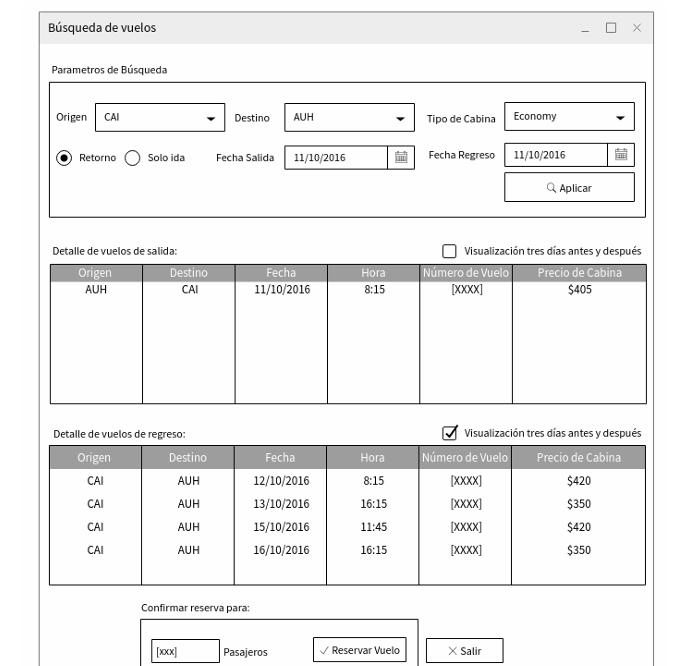 Búsqueda de vuelos
Parametros de Búsqueda
Origen CAI Destino AUH Tipo de Cabina Economy
Retorno Solo ida Fecha Salida 11/10/2016 Fecha Regreso 11/10/2016
Aplicar
Detalle de vuelos de salida: Visualización tres días antes y después
Origen Destino Fecha Hora Número de Vuelo Precio de Cabina
AUH CAI 11/10/2016 8:15 [XXXX] $405
Detalle de vuelos de regreso: Visualización tres días antes y después
Origen Destino Fecha Hora Número de Vuelo Precio de Cabina
CAI AUH 12/10/2016 8:15 [XXXX] $420
CAI AUH 13/10/2016 16:15 [XXXX] $350
CAI AUH 15/10/2016 11:45 [XXXX] $420
CAI AUH 16/10/2016 16:15 [XXXX] $350
Confirmar reserva para:
[xxx] Pasajeros Reservar Vuelo Salir